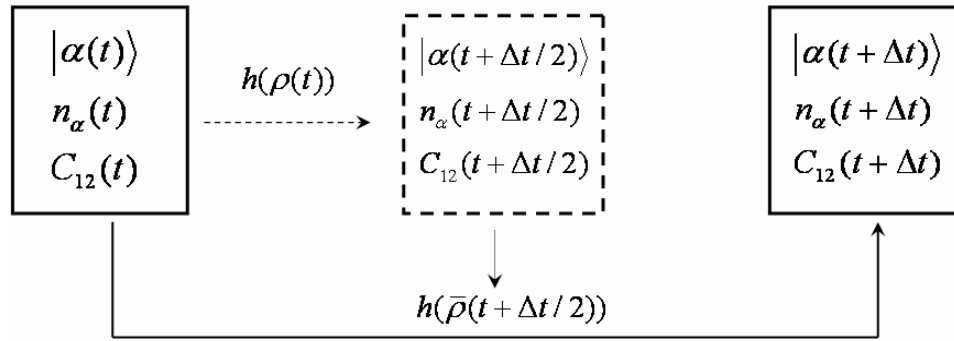 |α(t)⟩
n_α(t)
C_12(t)
h(ρ(t))
|α(t + Δt / 2)⟩
n_α(t + Δt / 2)
C_12(t + Δt / 2)
h(ρ̄(t + Δt / 2))
|α(t + Δt)⟩
n_α(t + Δt)
C_12(t + Δt)